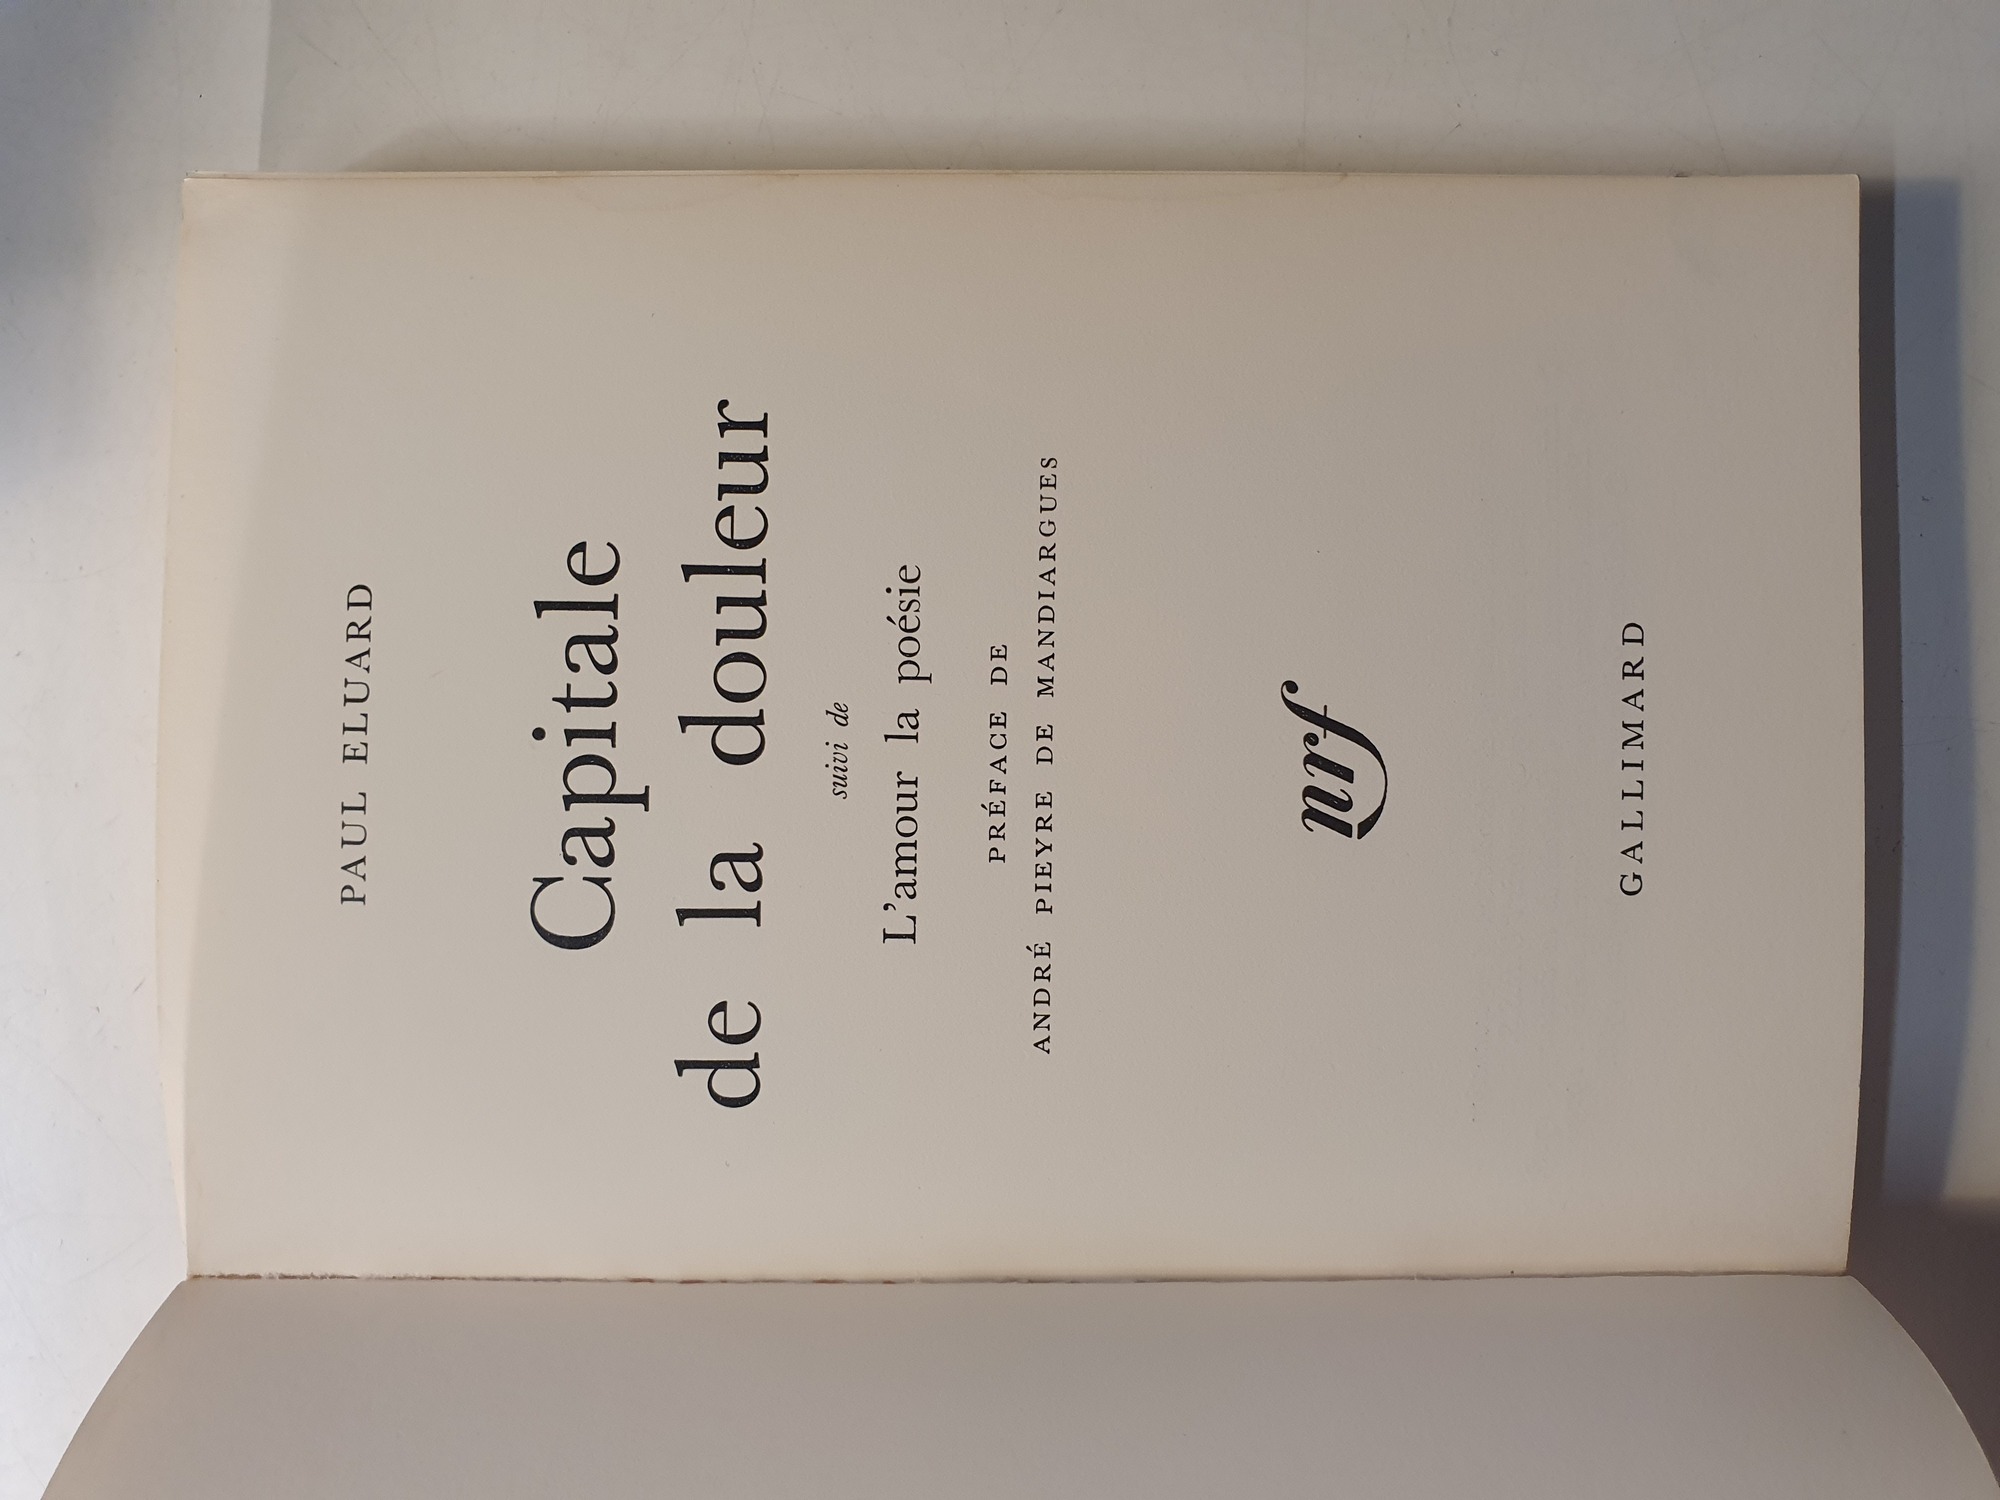 PAUL ELUARD
Capitale
de la douleur
suivi de
L'amour la poésie
PRÉFACE DE
ANDRÉ PIEYRE DE MANDIARGUES
nrf
GALLIMARD